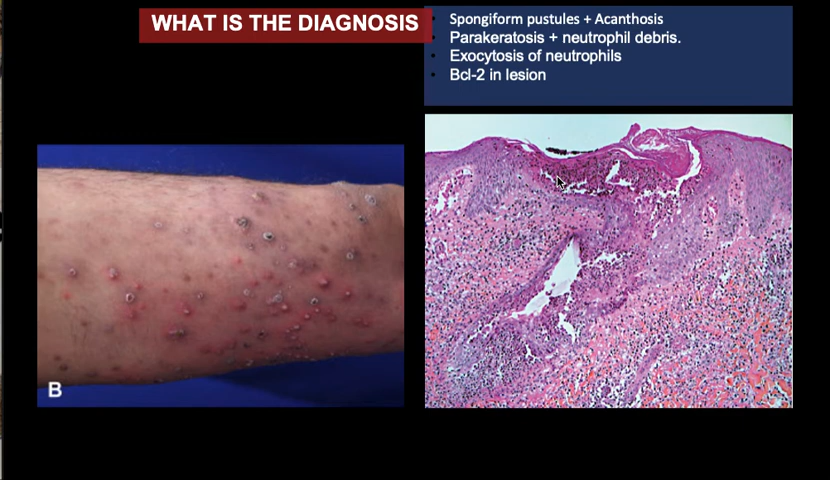 WHAT IS THE DIAGNOSIS
• Spongiform pustules + Acanthosis
• Parakeratosis + neutrophil debris.
• Exocytosis of neutrophils
• Bcl-2 in lesion
B